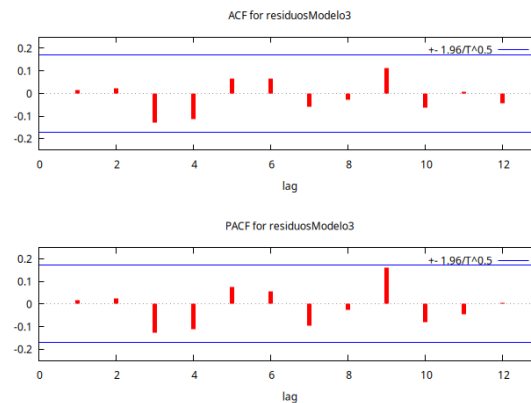 ACF for residuosModelo3
+- 1.96/T^0.5
0.2
0.1
0
-0.1
-0.2
0 2 4 6 8 10 12
lag
PACF for residuosModelo3
+- 1.96/T^0.5
0.2
0.1
0
-0.1
-0.2
0 2 4 6 8 10 12
lag